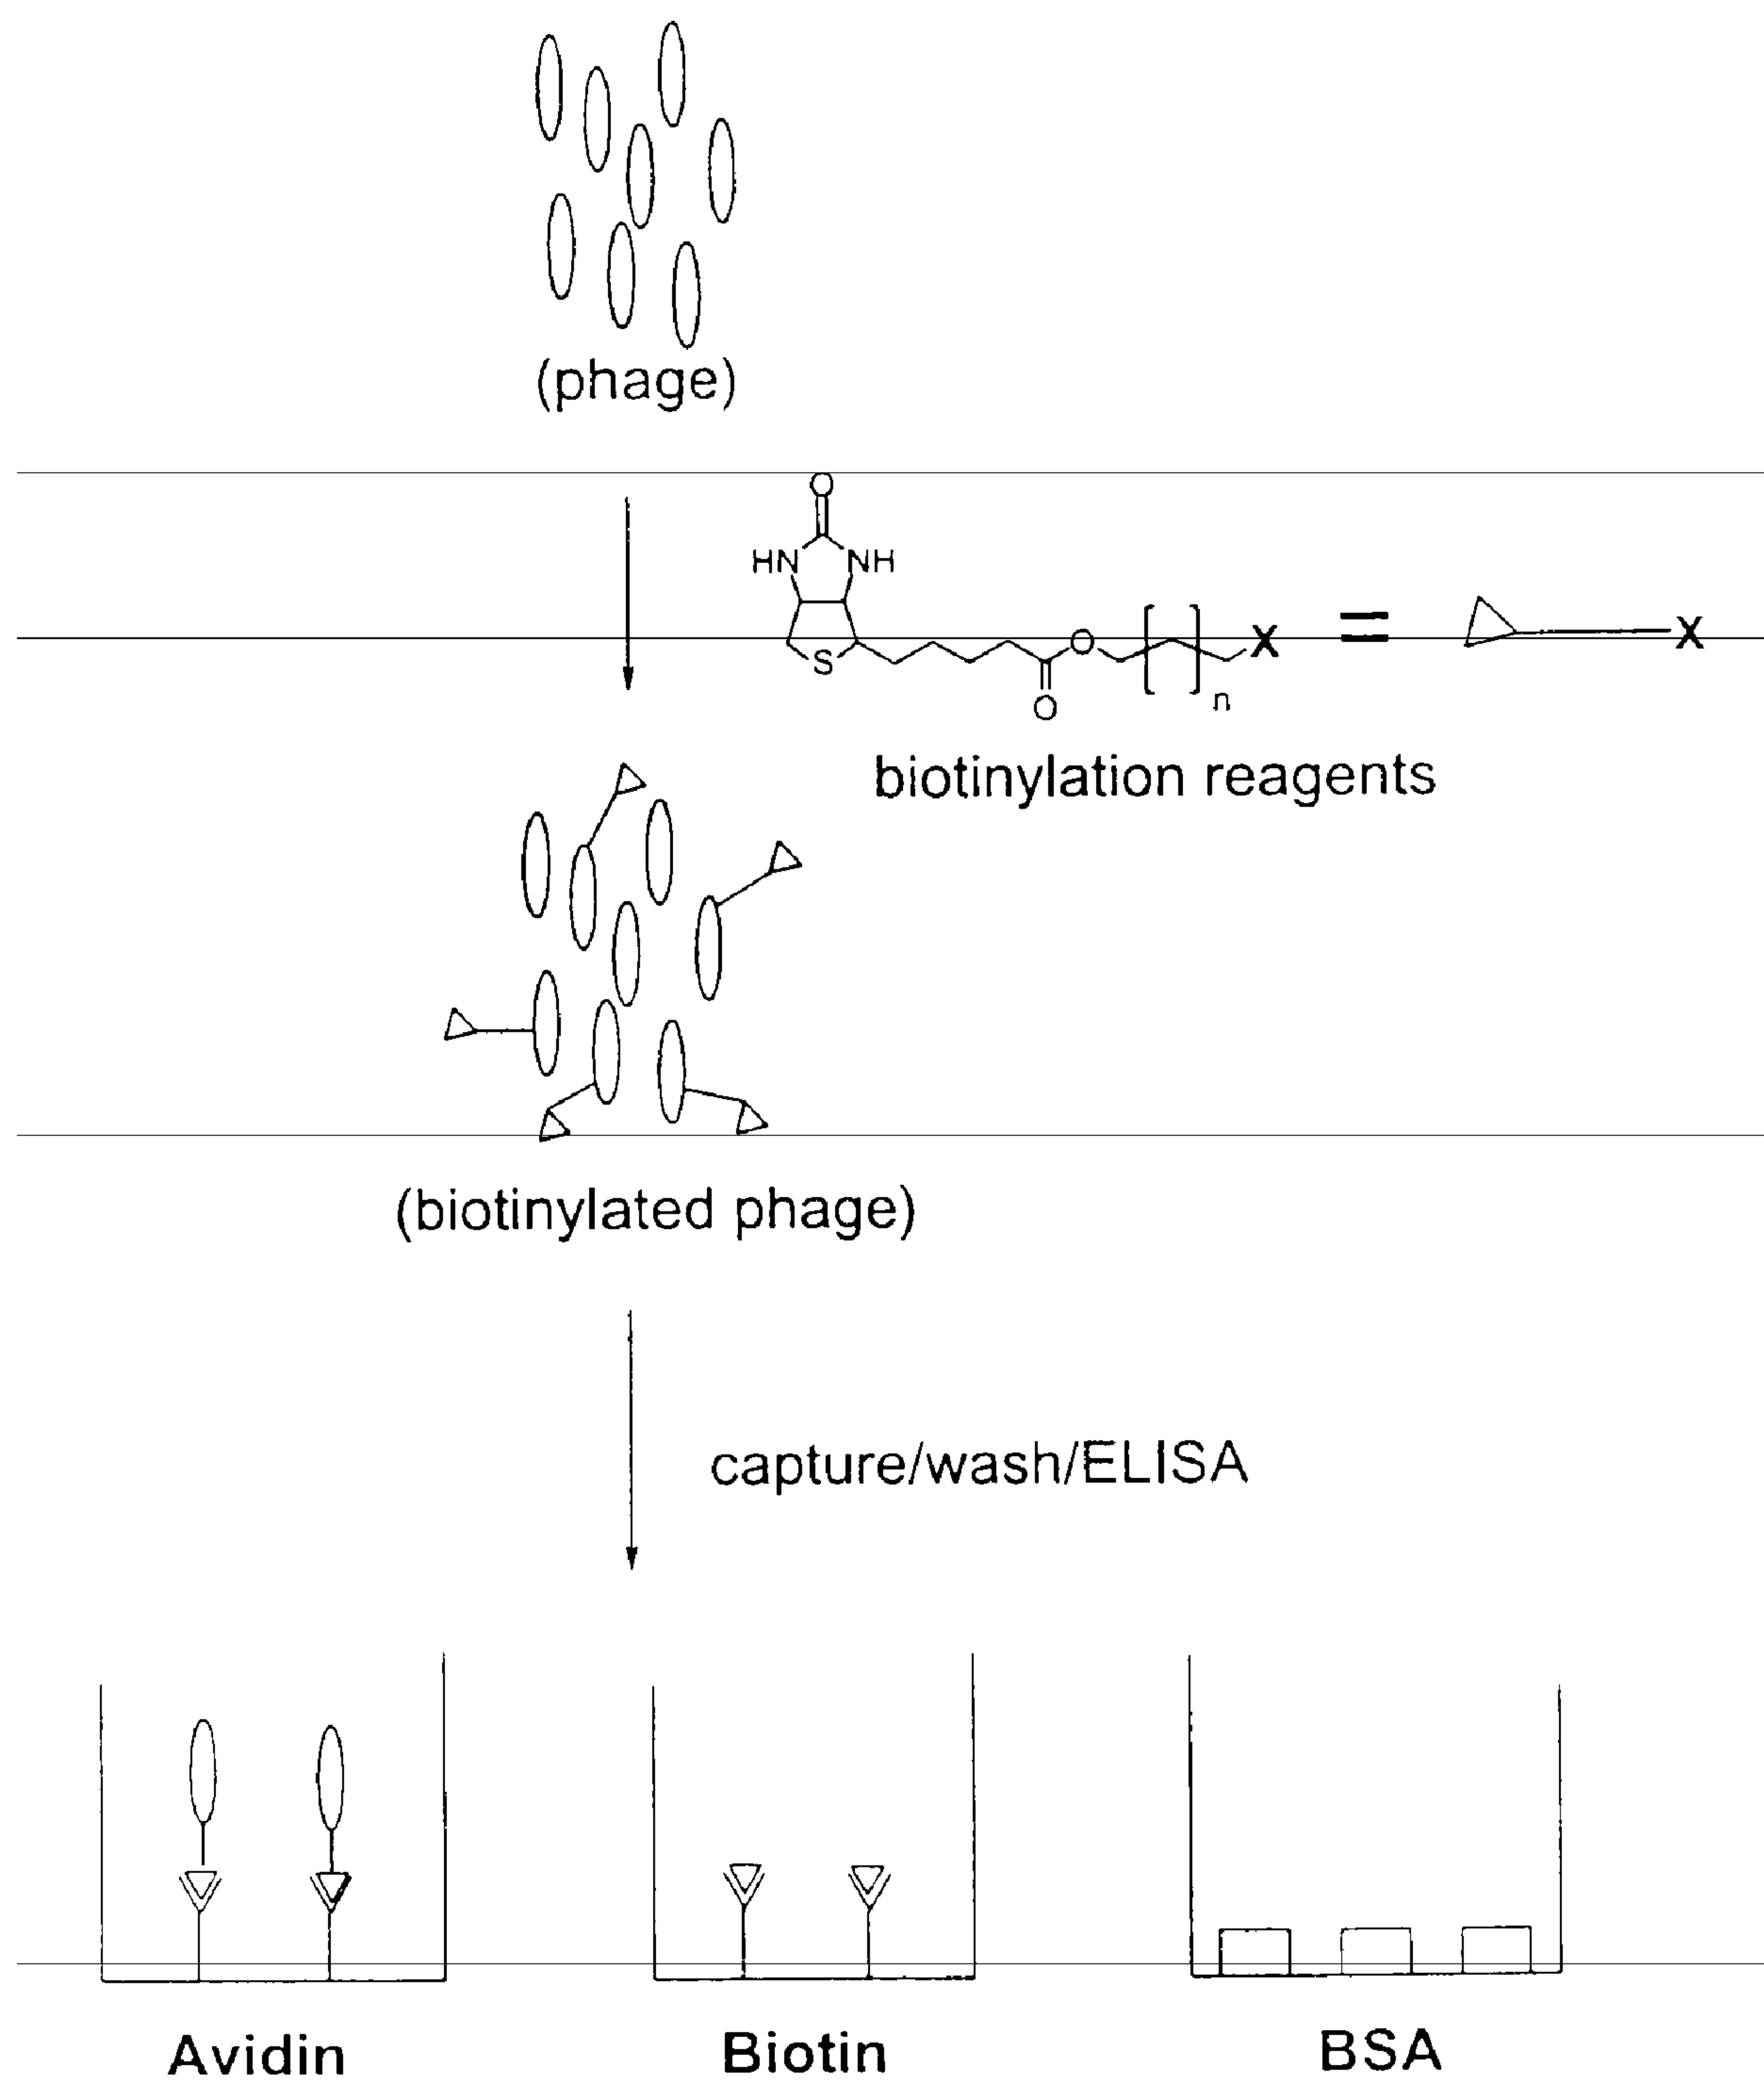 (phage)
O
HN NH
S O X = X
n
O
biotinylation reagents
(biotinylated phage)
capture/wash/ELISA
Avidin Biotin BSA